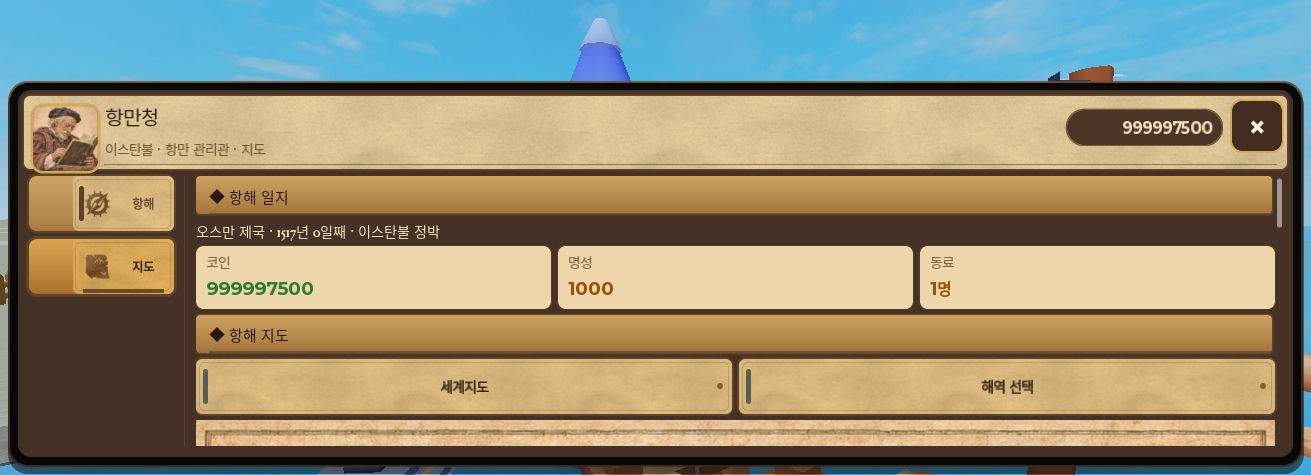 항만청
이스탄불 · 항만 관리관 · 지도
999997500
×
항해
지도
◆ 항해 일지
오스만 제국 · 1517년 0일째 · 이스탄불 정박
코인
999997500
명성
1000
동료
1명
◆ 항해 지도
세계지도
해역 선택